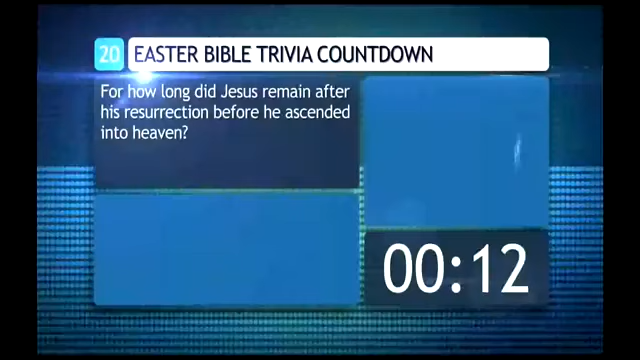 20 EASTER BIBLE TRIVIA COUNTDOWN
For how long did Jesus remain after
his resurrection before he ascended
into heaven?
00:12